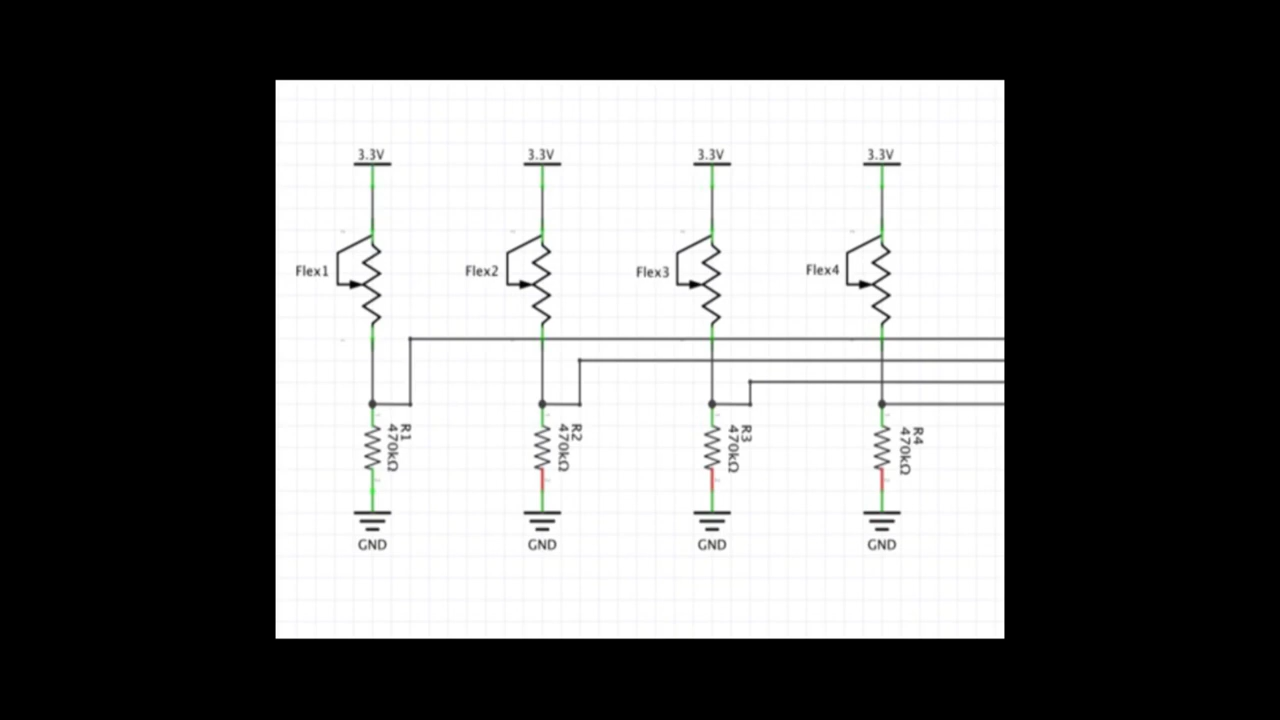 3.3V 3.3V 3.3V 3.3V
Flex1 Flex2 Flex3 Flex4
R1
470kΩ
R2
470kΩ
R3
470kΩ
R4
470kΩ
GND GND GND GND